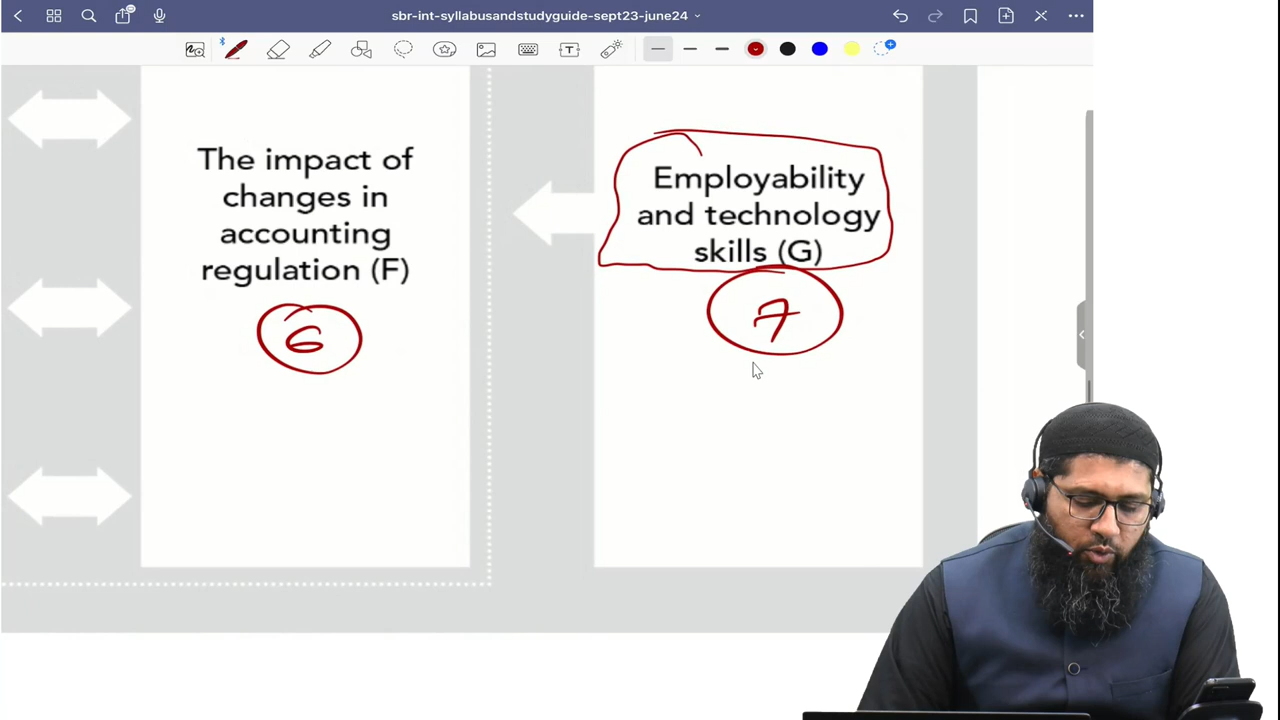 sbr-int-syllabusandstudyguide-sept23-june24
The impact of
changes in
accounting
regulation (F)
6
Employability
and technology
skills (G)
7